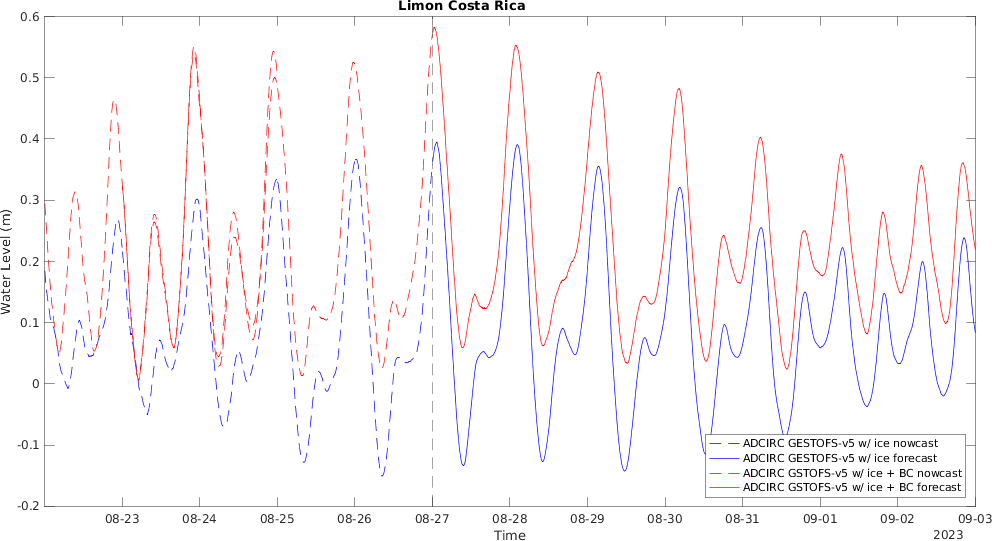 Limon Costa Rica
0.6
0.5
0.4
0.3
0.2
0.1
0
-0.1
-0.2
Water Level (m)
08-23 08-24 08-25 08-26 08-27 08-28 08-29 08-30 08-31 09-01 09-02 09-03
Time
2023
ADCIRC GESTOFS-v5 w/ ice nowcast
ADCIRC GESTOFS-v5 w/ ice forecast
ADCIRC GSTOFS-v5 w/ ice + BC nowcast
ADCIRC GSTOFS-v5 w/ ice + BC forecast